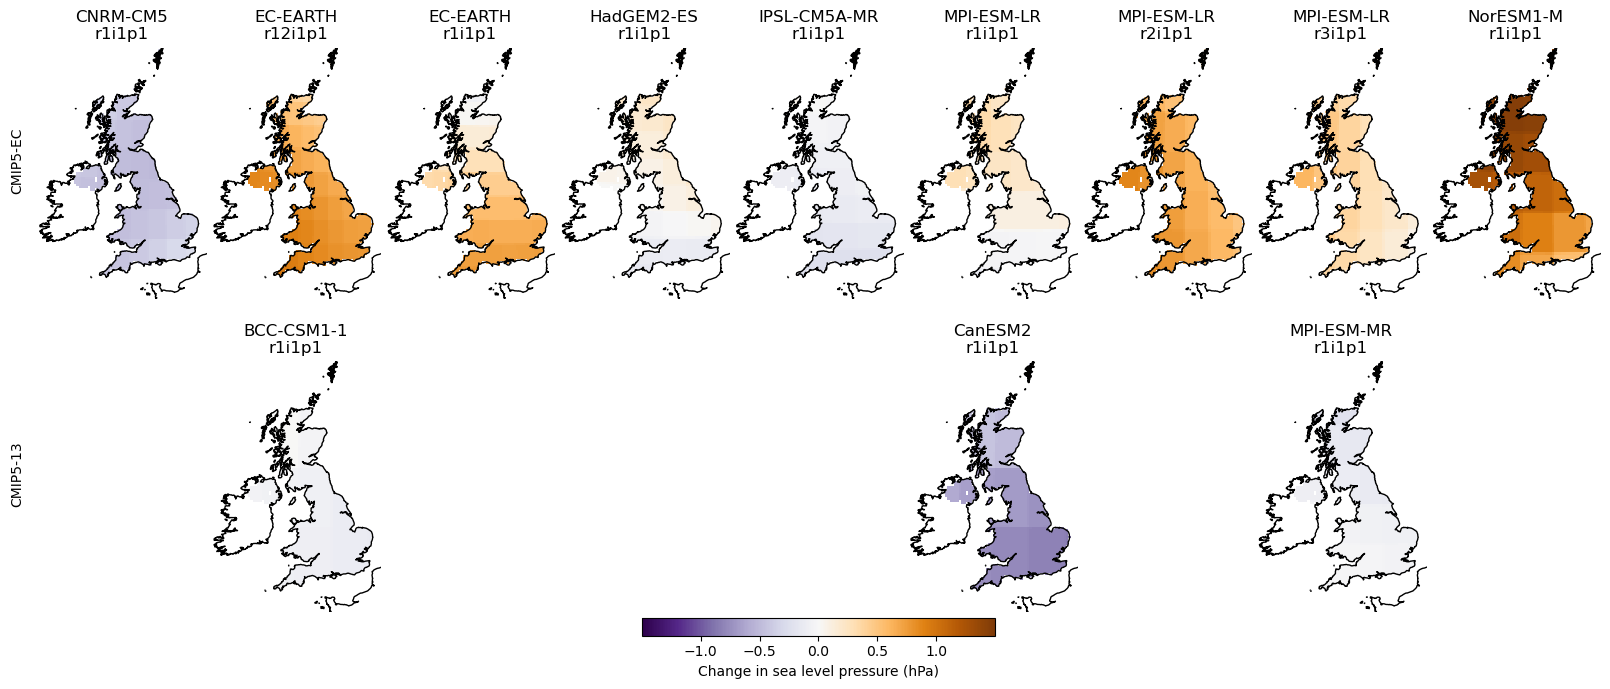 CNRM-CM5
r1i1p1
EC-EARTH
r12i1p1
EC-EARTH
r1i1p1
HadGEM2-ES
r1i1p1
IPSL-CM5A-MR
r1i1p1
MPI-ESM-LR
r1i1p1
MPI-ESM-LR
r2i1p1
MPI-ESM-LR
r3i1p1
NorESM1-M
r1i1p1
CMIP5-EC
BCC-CSM1-1
r1i1p1
CanESM2
r1i1p1
MPI-ESM-MR
r1i1p1
CMIP5-13
−1.0 −0.5 0.0 0.5 1.0
Change in sea level pressure (hPa)